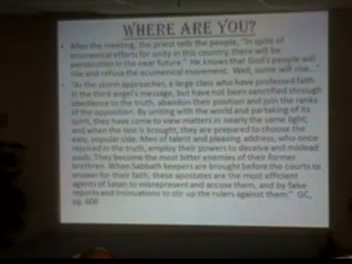 WHERE ARE YOU?
• After the meeting, the priest tells the people, "In spite of
ecumenical efforts for unity in this country, there will be
persecution in the near future." He knows that God's people will
rise and refuse the ecumenical movement. Well, some will rise..."
• "As the storm approaches, a large class who have professed faith
in the third angel's message, but have not been sanctified through
obedience to the truth, abandon their position and join the ranks
of the opposition. By uniting with the world and partaking of its
spirit, they have come to view matters in nearly the same light;
and when the test is brought, they are prepared to choose the
easy, popular side. Men of talent and pleasing address, who once
rejoiced in the truth, employ their powers to deceive and mislead
souls. They become the most bitter enemies of their former
brethren. When Sabbath keepers are brought before the courts to
answer for their faith, these apostates are the most efficient
agents of Satan to misrepresent and accuse them, and by false
reports and insinuations to stir up the rulers against them." GC,
pg. 608